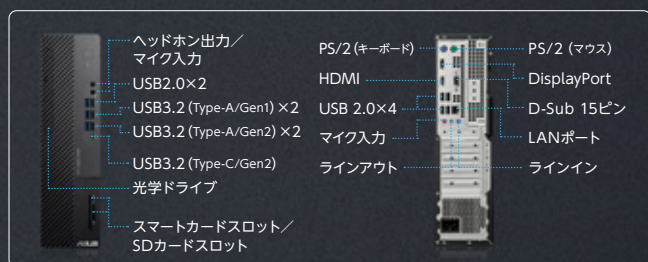 ヘッドホン出力／
マイク入力
USB2.0×2
USB3.2 (Type-A/Gen1) ×2
USB3.2 (Type-A/Gen2) ×2
USB3.2 (Type-C/Gen2)
光学ドライブ
スマートカードスロット／
SDカードスロット
ASUS
PS/2 (キーボード)
HDMI
USB 2.0×4
マイク入力
ラインアウト
PS/2 (マウス)
DisplayPort
D-Sub 15ピン
LANポート
ラインイン